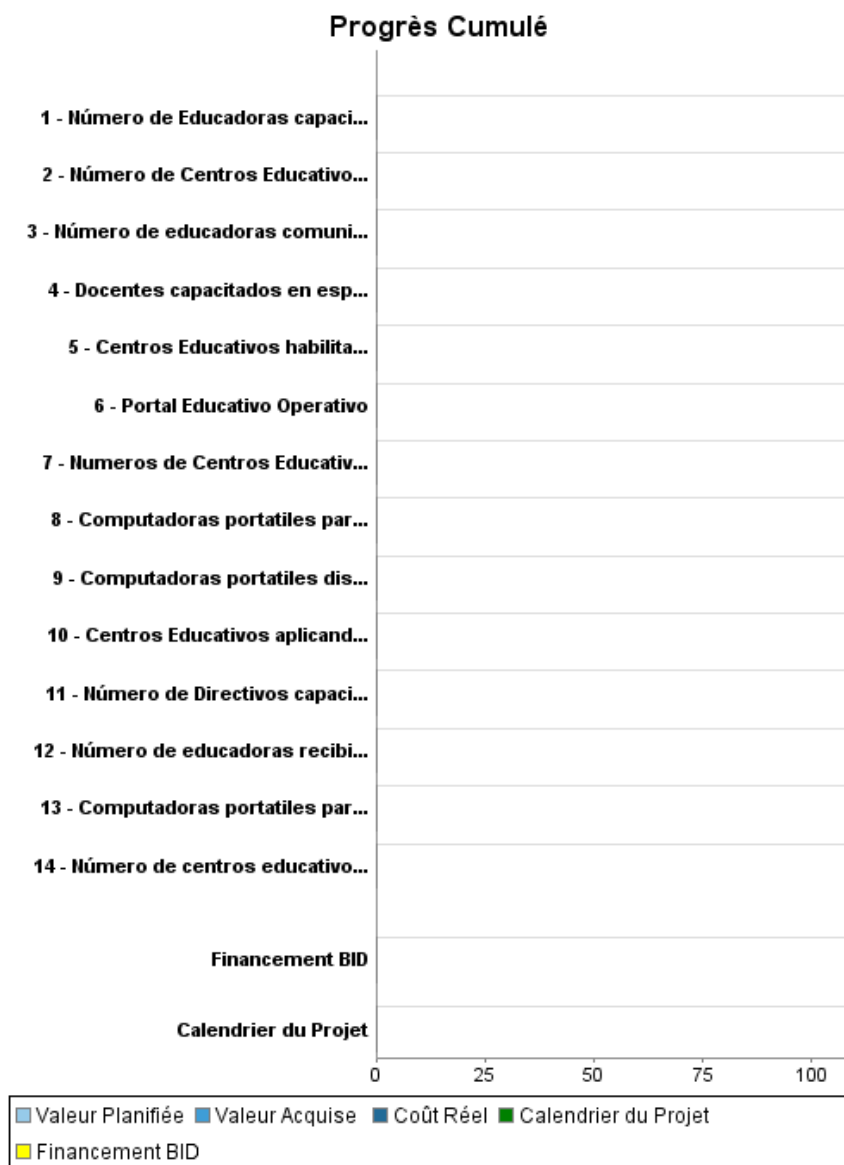 Progrès Cumulé
1 - Número de Educadoras capaci...
2 - Número de Centros Educativo...
3 - Número de educadoras comuni...
4 - Docentes capacitados en esp...
5 - Centros Educativos habilita...
6 - Portal Educativo Operativo
7 - Numeros de Centros Educativ...
8 - Computadoras portatiles par...
9 - Computadoras portatiles dis...
10 - Centros Educativos aplicand...
11 - Número de Directivos capaci...
12 - Número de educadoras recibi...
13 - Computadoras portatiles par...
14 - Número de centros educativo...
Financement BID
Calendrier du Projet
0 25 50 75 100
Valeur Planifiée Valeur Acquise Coût Réel Calendrier du Projet
Financement BID